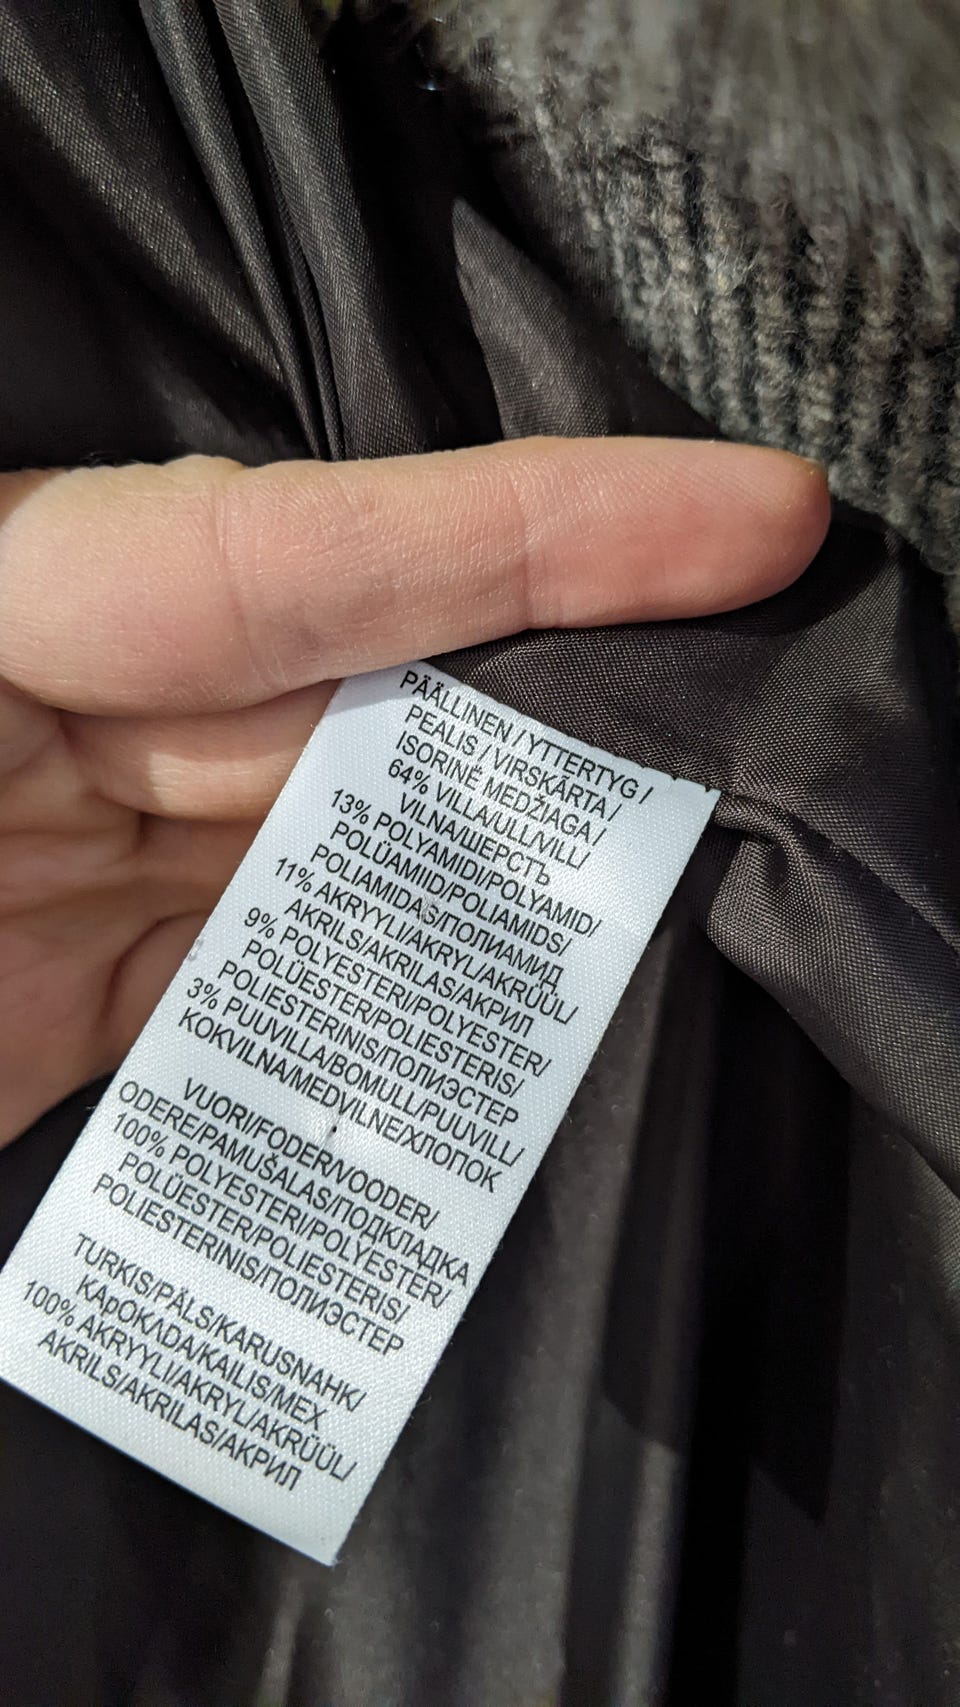 PÄÄLLINEN / YTTERTYG /
PEALIS / VIRSKĀRTA /
ISORINĖ MEDŽIAGA /
64% VILLA/ULL/VILL/
VILNA/ШЕРСТЬ
13% POLYAMIDI/POLYAMID/
POLÜAMIID/POLIAMIDS/
POLIAMIDAS/ПОЛИАМИД
11% AKRYYLI/AKRYL/AKRÜÜL/
AKRILS/AKRILAS/АКРИЛ
9% POLYESTERI/POLYESTER/
POLÜESTER/POLIESTERIS/
POLIESTERINIS/ПОЛИЭСТЕР
3% PUUVILLA/BOMULL/PUUVILL/
KOKVILNA/MEDVILNE/ХЛОПОК
VUORI/FODER/VOODER/
ODERE/PAMUŠALAS/ПОДКЛАДКА
100% POLYESTERI/POLYESTER/
POLÜESTER/POLIESTERIS/
POLIESTERINIS/ПОЛИЭСТЕР
TURKIS/PÄLS/KARUSNAHK/
KApOKΛDA/KAILIS/MEX
100% AKRYYLI/AKRYL/AKRÜÜL/
AKRILS/AKRILAS/АКРИЛ